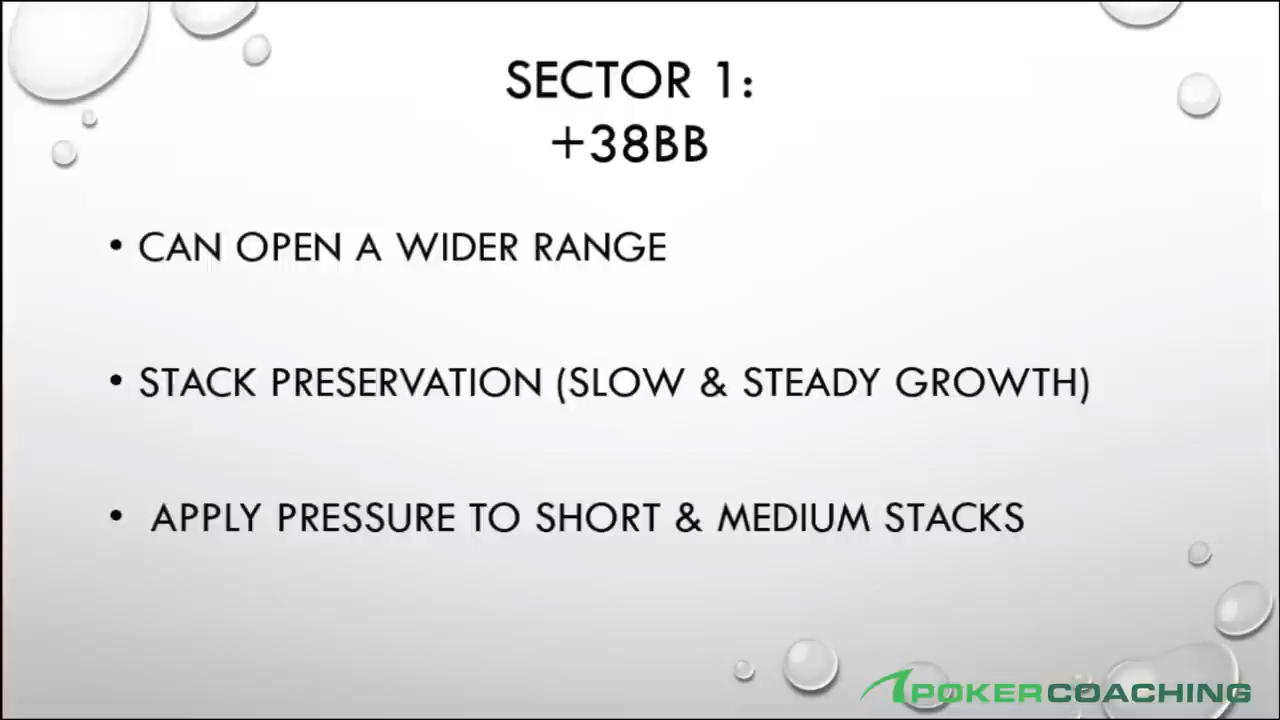 SECTOR 1:
+38BB
• CAN OPEN A WIDER RANGE
• STACK PRESERVATION (SLOW & STEADY GROWTH)
• APPLY PRESSURE TO SHORT & MEDIUM STACKS
POKERCOACHING